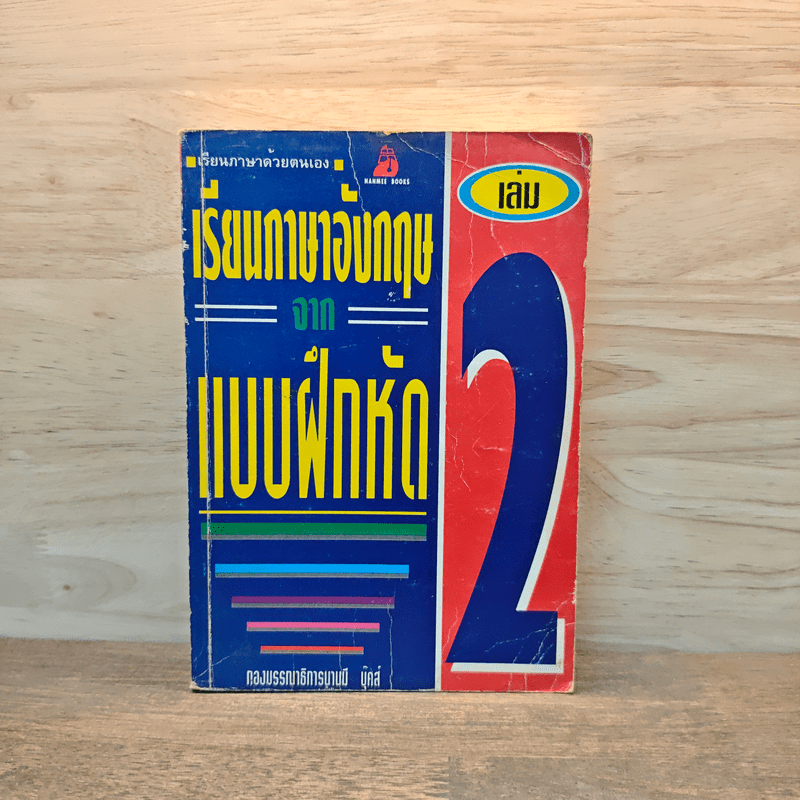 เรียนภาษาด้วยตนเอง
NANMEE BOOKS
เรียนภาษาอังกฤษ
จาก
แบบฝึกหัด
กองบรรณาธิการนานมี บุ๊คส์
เล่ม
2